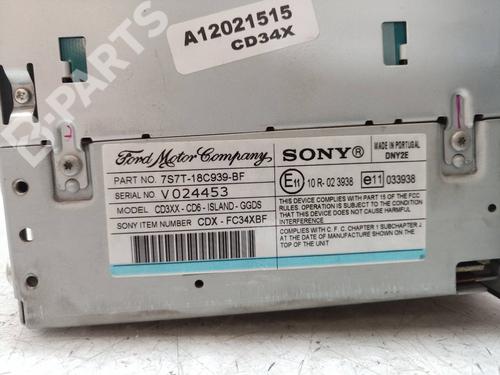 A12021515
CD34X
B-PARTS
Ford Motor Company
SONY®
MADE IN PORTUGAL
DNY2E
PART NO. 7S7T-18C939-BF
SERIAL NO. V 024453
MODEL CD3XX - CD6 - ISLAND - GGDS
SONY ITEM NUMBER CDX - FC34XBF
E11 10 R- 02 3938
e11 033938
THIS DEVICE COMPLIES WITH PART 15 OF THE FCC
RULES. OPERATION IS SUBJECT TO THE CONDITION
THAT THIS DEVICE DOES NOT CAUSE HARMFUL
INTERFERENCE
COMPLIES WITH C. F. C. CHAPTER 1 SUBCHAPTER J
AT THE DATE OF MANUFACTURE SHOWN ON THE
TOP OF THE UNIT